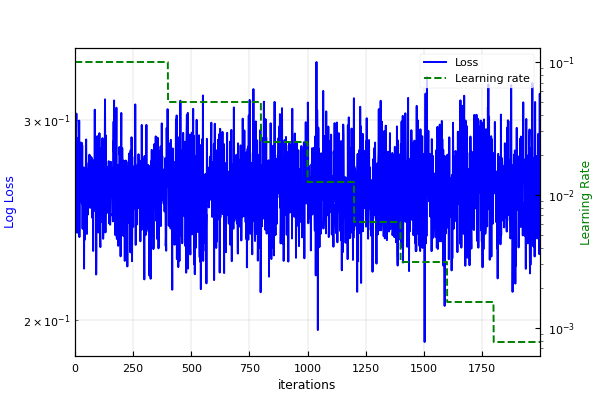 Loss
Learning rate
Log Loss
3 × 10⁻¹
2 × 10⁻¹
10⁻¹
10⁻²
10⁻³
Learning Rate
0 250 500 750 1000 1250 1500 1750
iterations